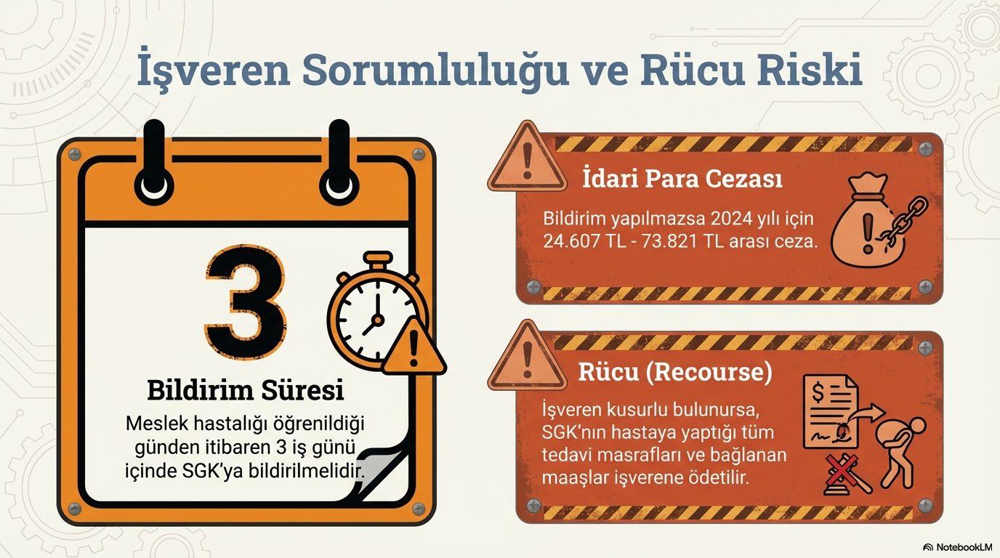 İşveren Sorumluluğu ve Rücu Riski
3
Bildirim Süresi
Meslek hastalığı öğrenildiği
günden itibaren 3 iş günü
içinde SGK'ya bildirilmelidir.
İdari Para Cezası
Bildirim yapılmazsa 2024 yılı için
24.607 TL - 73.821 TL arası ceza.
Rücu (Recourse)
İşveren kusurlu bulunursa,
SGK'nın hastaya yaptığı tüm
tedavi masrafları ve bağlanan
maaşlar işverene ödetilir.
$
NotebookLM